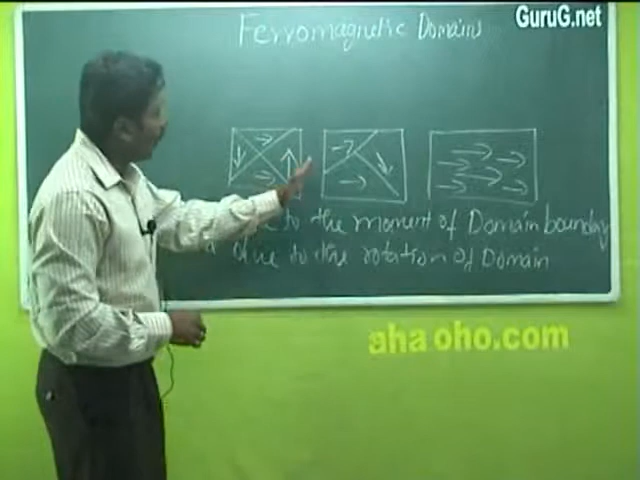 GuruG.net
Ferromagnetic Domains
to the moment of Domain boundary
due to the rotation of Domain
aha oho.com